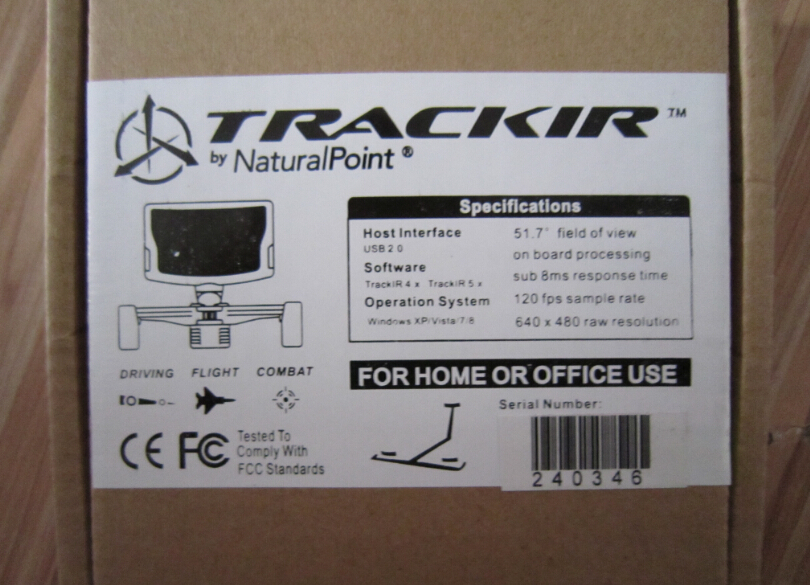 TRACKIR ™
by NaturalPoint ®
Specifications
Host Interface
USB 2 0
Software
TrackIR 4 x TrackIR 5 x
Operation System
Windows XP/Vista/7/8
51.7° field of view
on board processing
sub 8ms response time
120 fps sample rate
640 x 480 raw resolution
DRIVING FLIGHT COMBAT
FOR HOME OR OFFICE USE
CE FC Tested To
Comply With
FCC Standards
Serial Number:
240346